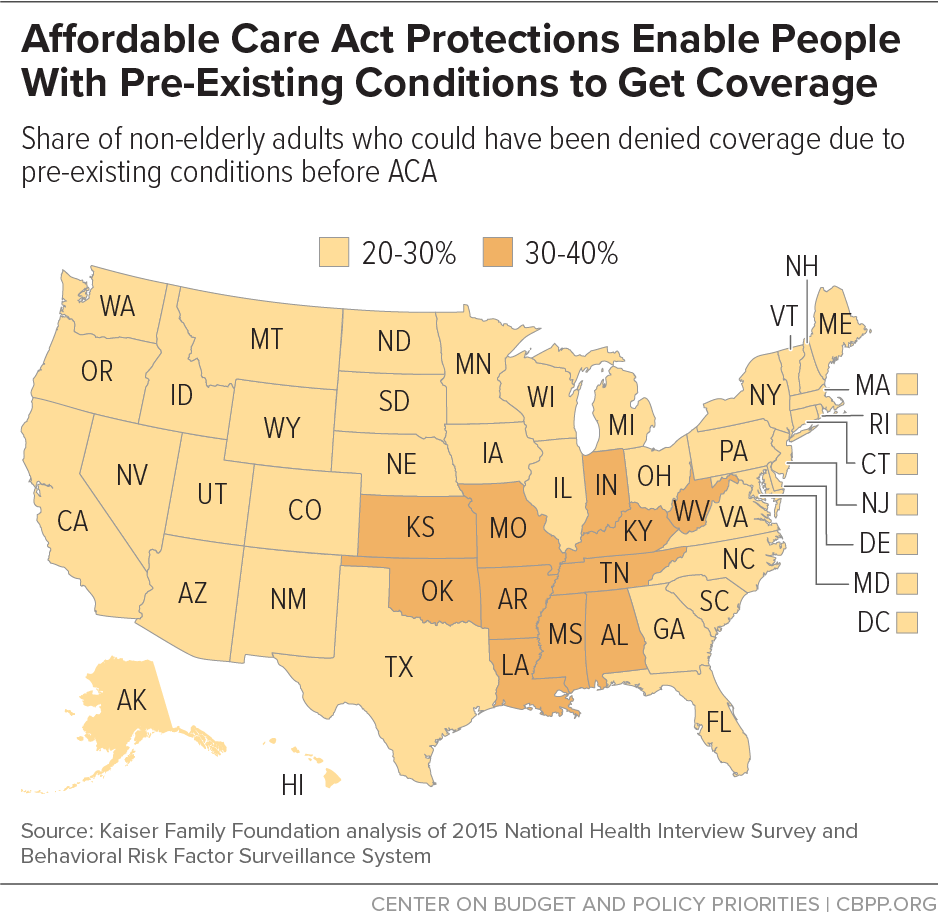 Affordable Care Act Protections Enable People
With Pre-Existing Conditions to Get Coverage
Share of non-elderly adults who could have been denied coverage due to
pre-existing conditions before ACA
20-30%
30-40%
NH
VT
ME
WA
MT
ND
MN
OR
ID
SD
WI
MI
NY
MA
WY
RI
IA
PA
NE
CT
NV
UT
CO
IL
IN
OH
NJ
CA
KS
MO
KY
WV
VA
DE
AZ
NM
OK
AR
TN
NC
MD
SC
DC
MS
AL
GA
TX
LA
AK
FL
HI
Source: Kaiser Family Foundation analysis of 2015 National Health Interview Survey and
Behavioral Risk Factor Surveillance System
CENTER ON BUDGET AND POLICY PRIORITIES | CBPP.ORG